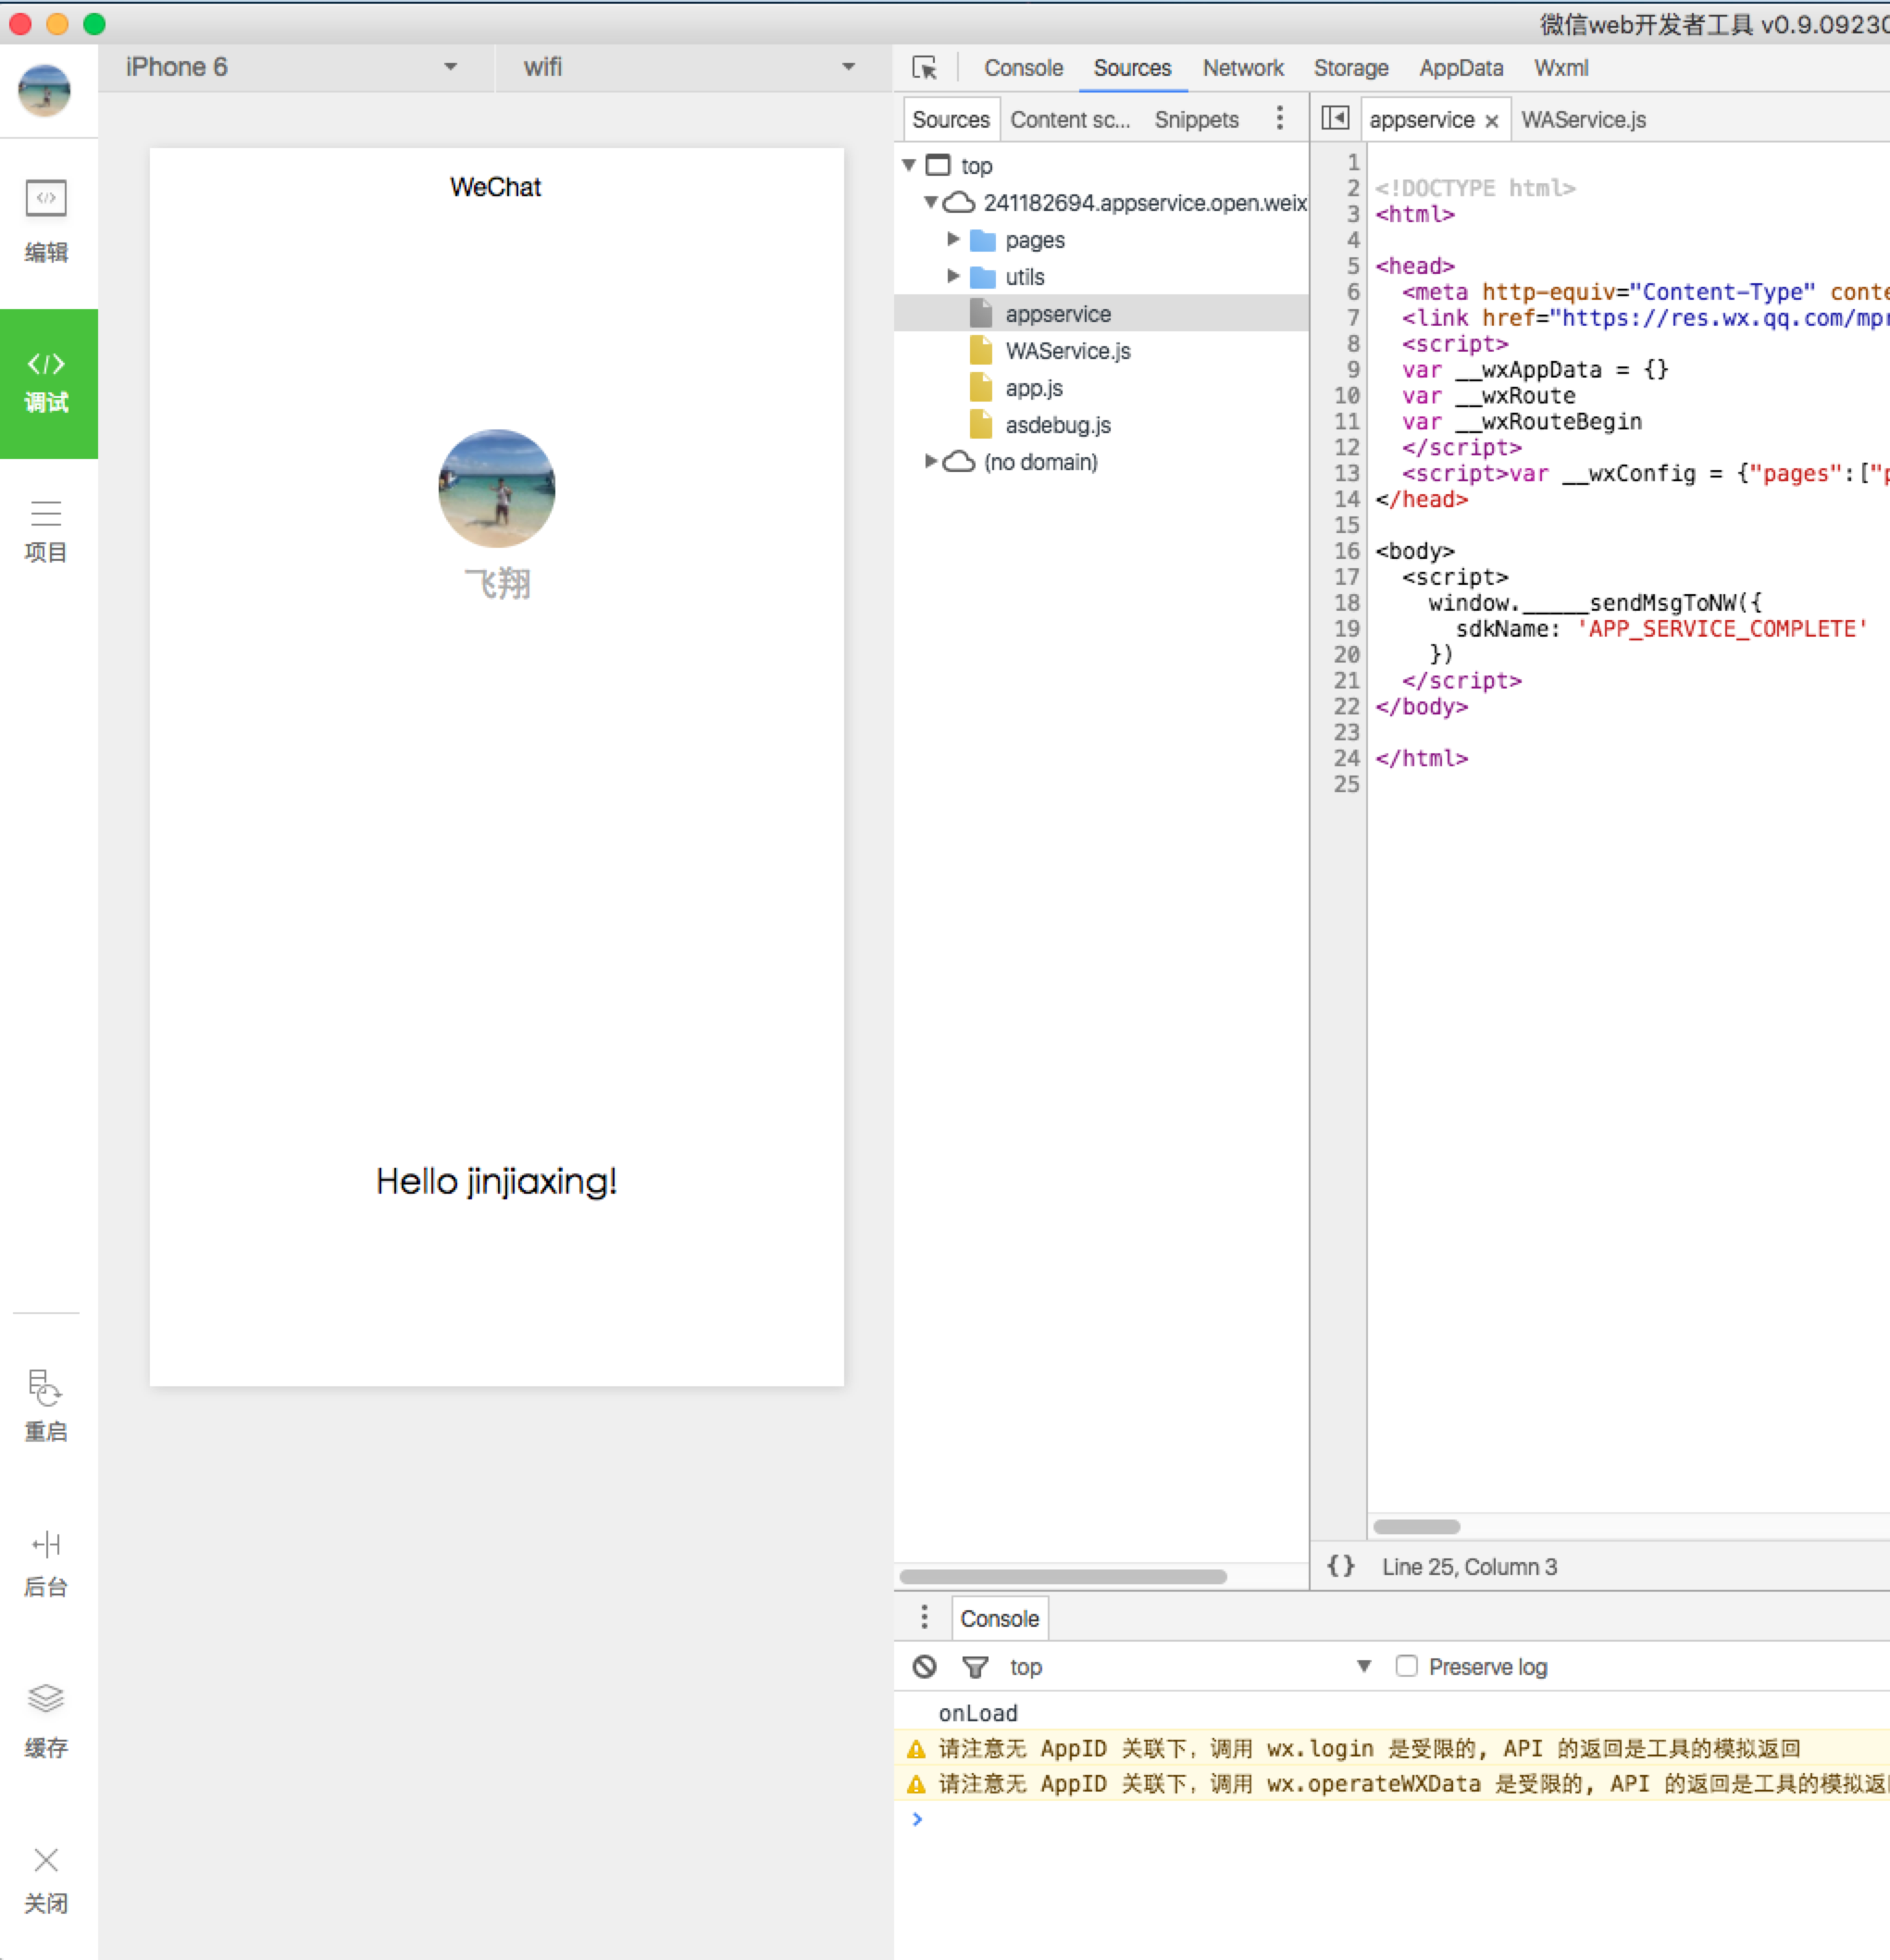 微信web开发者工具 v0.9.09230
iPhone 6
wifi
编辑
调试
项目
重启
后台
缓存
关闭
WeChat
飞翔
Hello jinjiaxing!
Console Sources Network Storage AppData Wxml
Sources Content sc... Snippets
top
241182694.appservice.open.weix
pages
utils
appservice
WAService.js
app.js
asdebug.js
(no domain)
appservice × WAService.js
1
2 <!DOCTYPE html>
3 <html>
4
5 <head>
6 <meta http-equiv="Content-Type" conte
7 <link href="https://res.wx.qq.com/mpr
8 <script>
9 var __wxAppData = {}
10 var __wxRoute
11 var __wxRouteBegin
12 </script>
13 <script>var __wxConfig = {"pages":["p
14 </head>
15
16 <body>
17 <script>
18 window._____sendMsgToNW({
19 sdkName: 'APP_SERVICE_COMPLETE'
20 })
21 </script>
22 </body>
23
24 </html>
25
{} Line 25, Column 3
Console
top
Preserve log
onLoad
请注意无 AppID 关联下，调用 wx.login 是受限的, API 的返回是工具的模拟返回
请注意无 AppID 关联下，调用 wx.operateWXData 是受限的, API 的返回是工具的模拟返